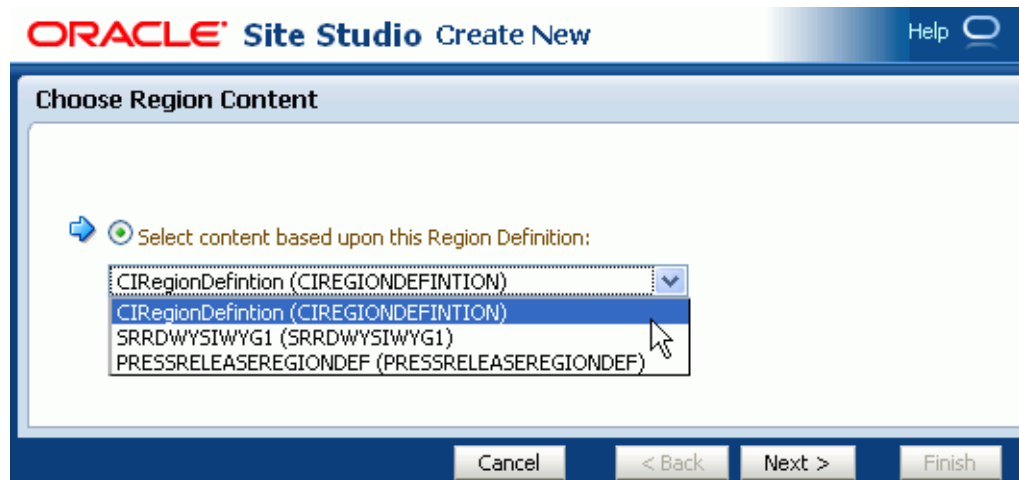 ORACLE Site Studio Create New
Help
Choose Region Content
Select content based upon this Region Definition:
CIRegionDefintion (CIREGIONDEFINTION)
CIRegionDefintion (CIREGIONDEFINTION)
SRRDWYSIWYG1 (SRRDWYSIWYG1)
PRESSRELEASEREGIONDEF (PRESSRELEASEREGIONDEF)
Cancel < Back Next > Finish